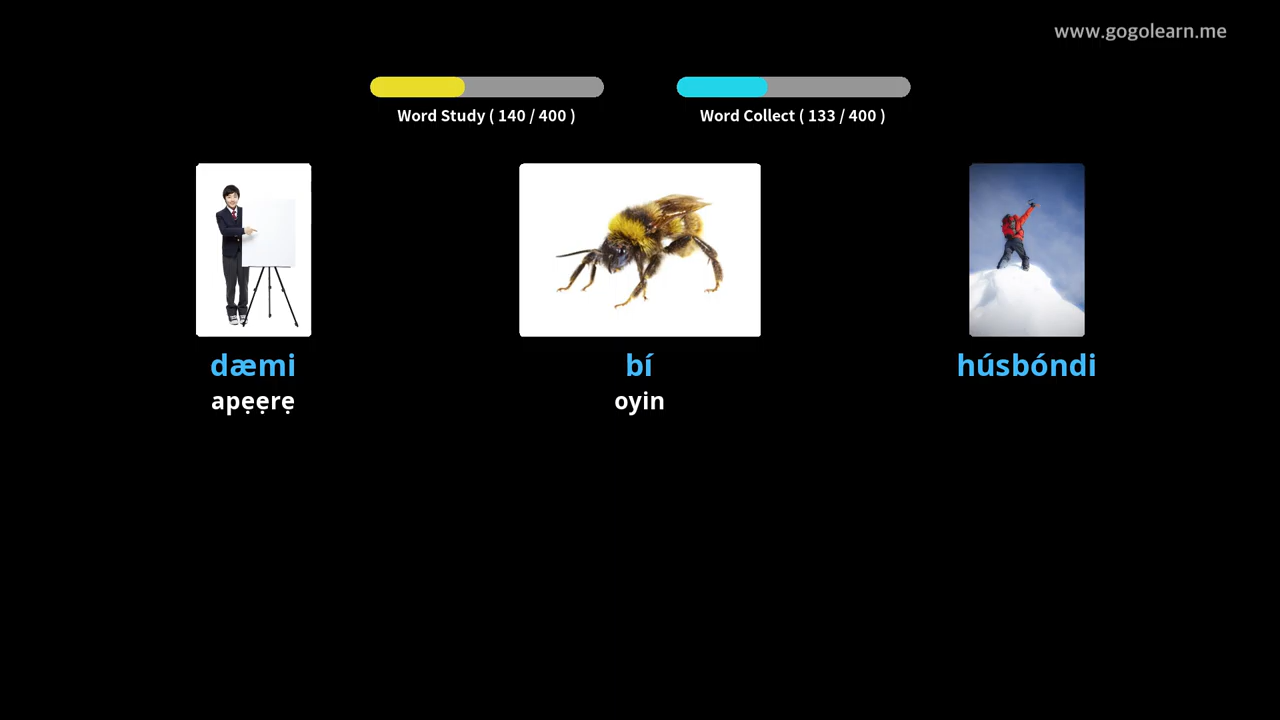 www.gogolearn.me
Word Study ( 140 / 400 )
Word Collect ( 133 / 400 )
dæmi
apẹẹrẹ
bí
oyin
húsbóndi